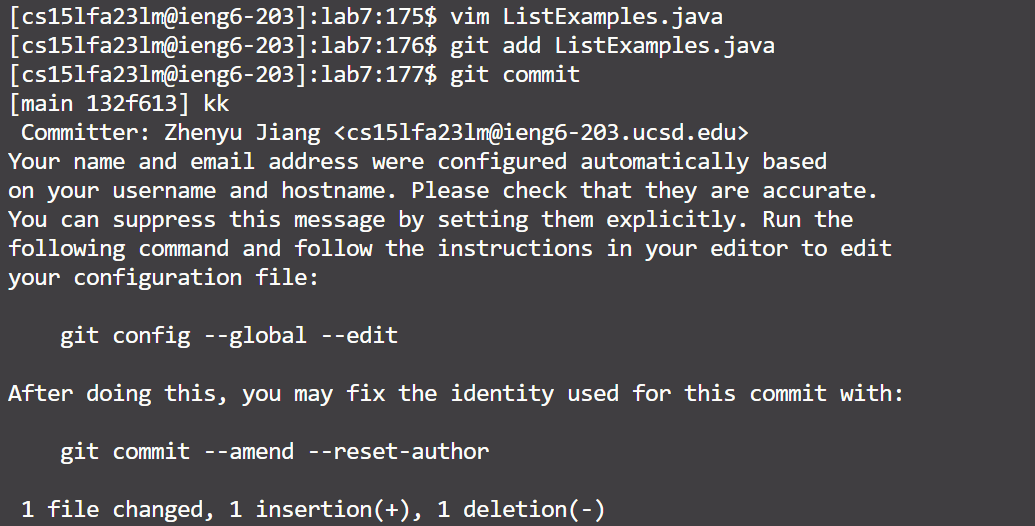 [cs15lfa23lm@ieng6-203]:lab7:175$ vim ListExamples.java
[cs15lfa23lm@ieng6-203]:lab7:176$ git add ListExamples.java
[cs15lfa23lm@ieng6-203]:lab7:177$ git commit
[main 132f613] kk
 Committer: Zhenyu Jiang <cs15lfa23lm@ieng6-203.ucsd.edu>
Your name and email address were configured automatically based
on your username and hostname. Please check that they are accurate.
You can suppress this message by setting them explicitly. Run the
following command and follow the instructions in your editor to edit
your configuration file:

    git config --global --edit

After doing this, you may fix the identity used for this commit with:

    git commit --amend --reset-author

 1 file changed, 1 insertion(+), 1 deletion(-)